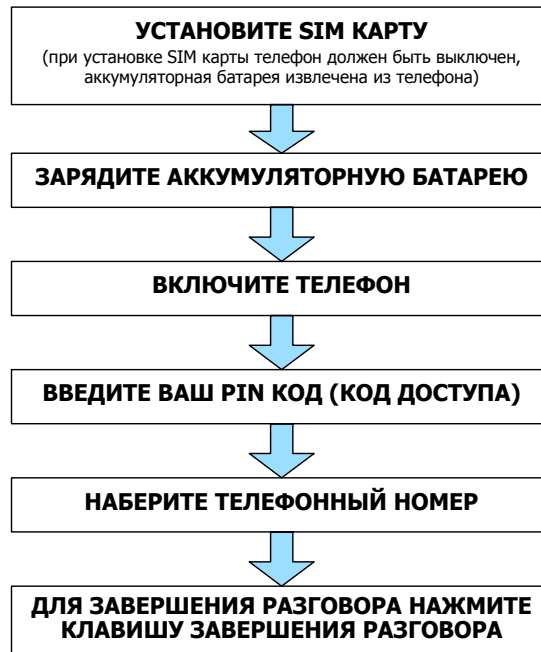 УСТАНОВИТЕ SIM КАРТУ
(при установке SIM карты телефон должен быть выключен,
аккумуляторная батарея извлечена из телефона)
ЗАРЯДИТЕ АККУМУЛЯТОРНУЮ БАТАРЕЮ
ВКЛЮЧИТЕ ТЕЛЕФОН
ВВЕДИТЕ ВАШ PIN КОД (КОД ДОСТУПА)
НАБЕРИТЕ ТЕЛЕФОННЫЙ НОМЕР
ДЛЯ ЗАВЕРШЕНИЯ РАЗГОВОРА НАЖМИТЕ
КЛАВИШУ ЗАВЕРШЕНИЯ РАЗГОВОРА